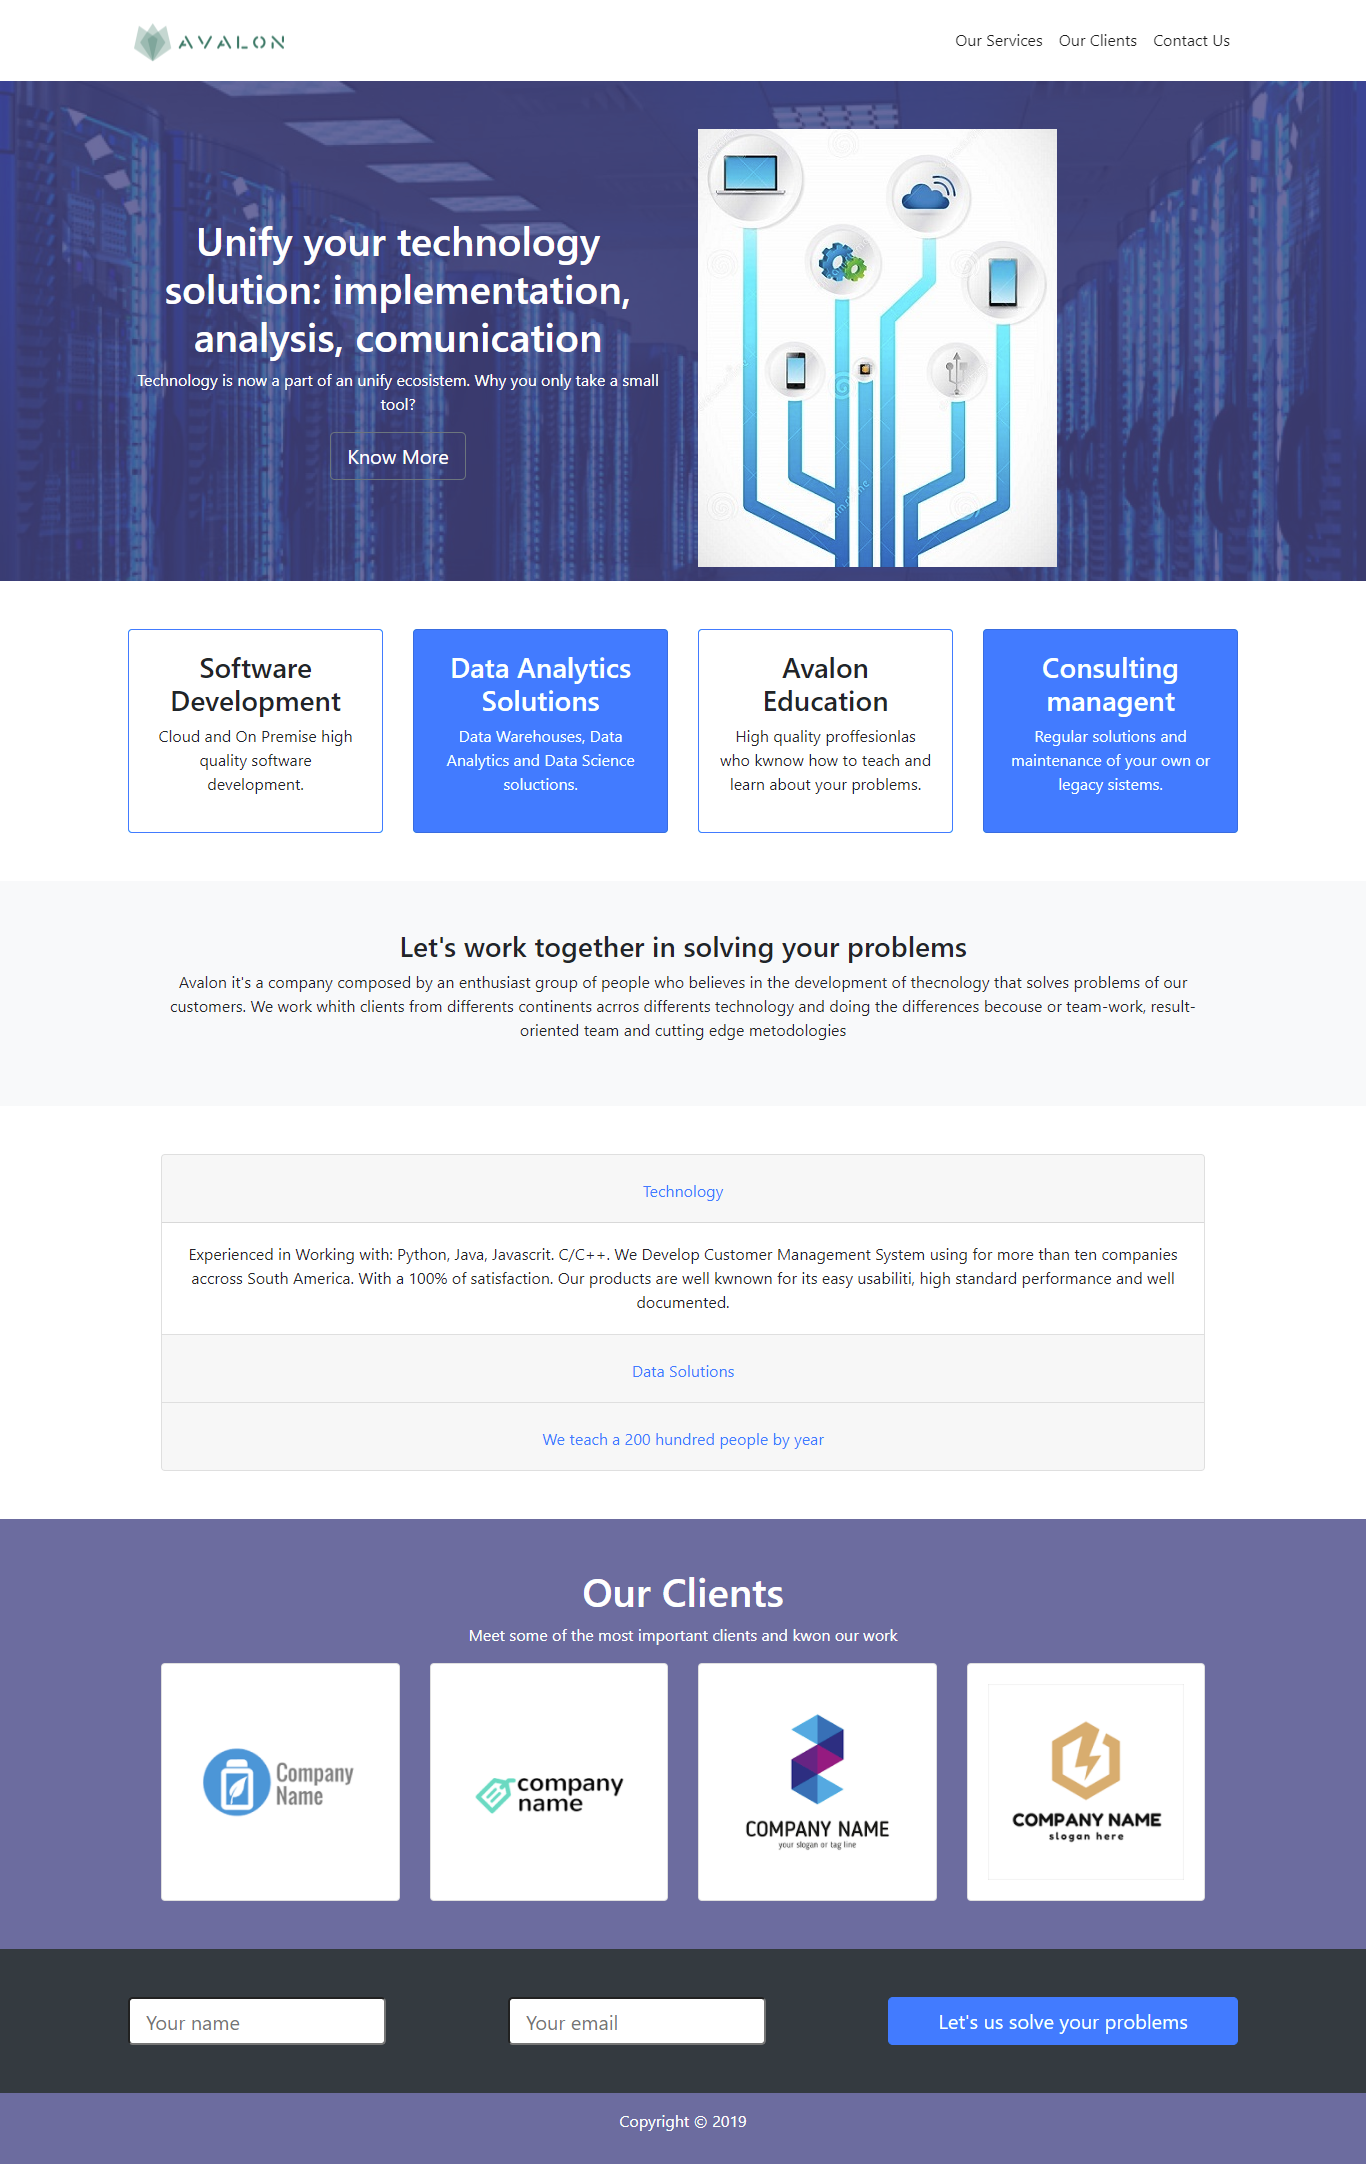 AVALON
Our Services Our Clients Contact Us
Unify your technology
solution: implementation,
analysis, comunication
Technology is now a part of an unify ecosistem. Why you only take a small
tool?
Know More
Software
Development
Cloud and On Premise high
quality software
development.
Data Analytics
Solutions
Data Warehouses, Data
Analytics and Data Science
soluctions.
Avalon
Education
High quality proffesionlas
who kwnow how to teach and
learn about your problems.
Consulting
managent
Regular solutions and
maintenance of your own or
legacy sistems.
Let's work together in solving your problems
Avalon it's a company composed by an enthusiast group of people who believes in the development of thecnology that solves problems of our
customers. We work whith clients from differents continents acrros differents technology and doing the differences becouse or team-work, result-
oriented team and cutting edge metodologies
Technology
Experienced in Working with: Python, Java, Javascrit. C/C++. We Develop Customer Management System using for more than ten companies
accross South America. With a 100% of satisfaction. Our products are well kwnown for its easy usabiliti, high standard performance and well
documented.
Data Solutions
We teach a 200 hundred people by year
Our Clients
Meet some of the most important clients and kwon our work
Company
Name
company
name
COMPANY NAME
your slogan or tag line
COMPANY NAME
slogan here
Your name
Your email
Let's us solve your problems
Copyright © 2019